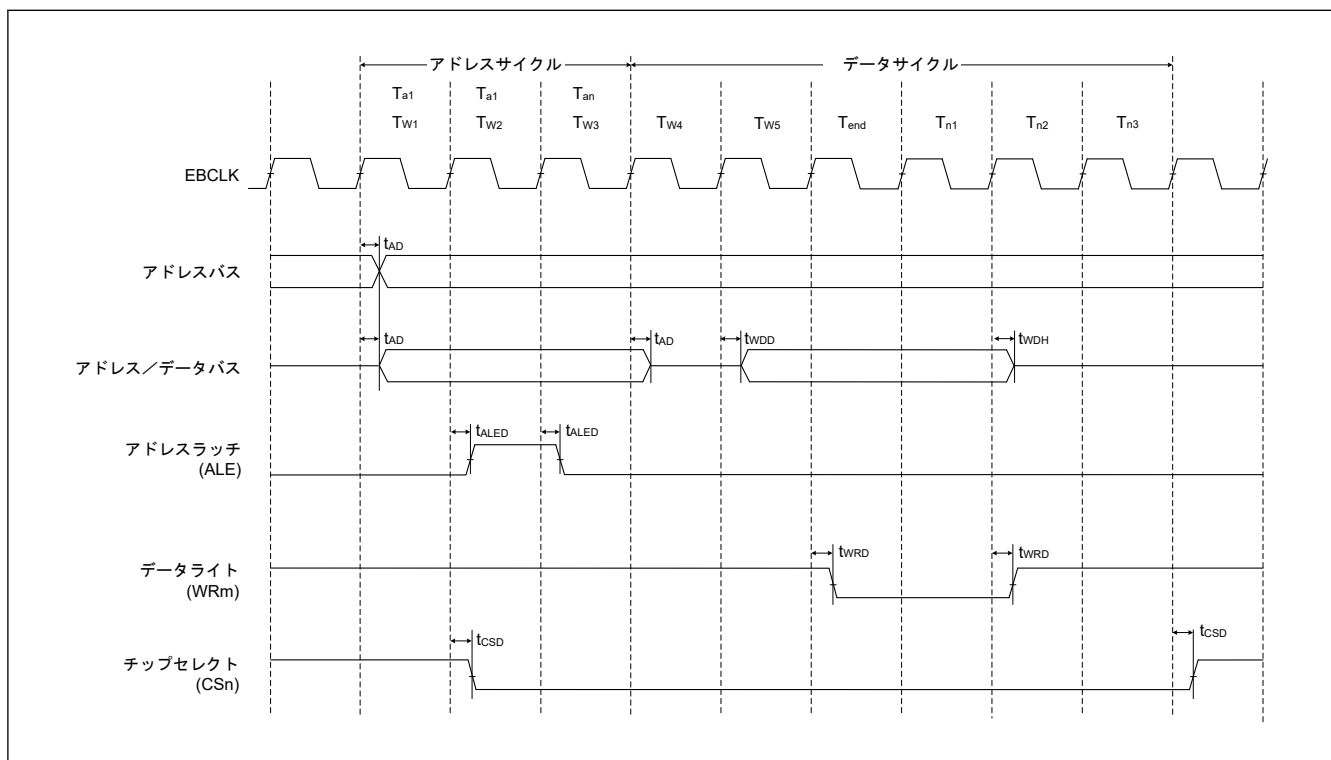 アドレスサイクル データサイクル
Ta1 Ta1 Tan
TW1 TW2 TW3 TW4 TW5 Tend Tn1 Tn2 Tn3
EBCLK
tAD
アドレスバス
tAD tAD tWDD tWDH
アドレス/データバス
tALED tALED
アドレスラッチ
(ALE)
tWRD tWRD
データライト
(WRm)
tCSD tCSD
チップセレクト
(CSn)